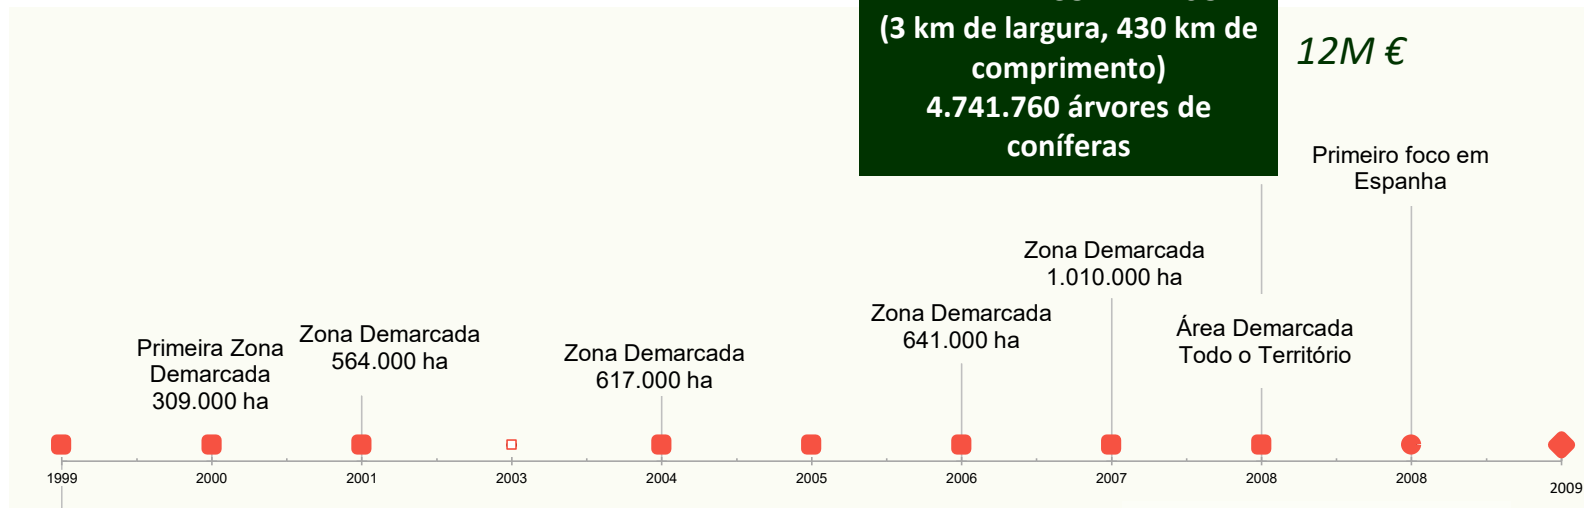 (3 km de largura, 430 km de
comprimento)
4.741.760 árvores de
coníferas
12M €
Primeiro foco em
Espanha
Zona Demarcada
1.010.000 ha
Zona Demarcada
641.000 ha
Área Demarcada
Todo o Território
Primeira Zona
Demarcada
309.000 ha
Zona Demarcada
564.000 ha
Zona Demarcada
617.000 ha
1999
2000
2001
2003
2004
2005
2006
2007
2008
2008
2009